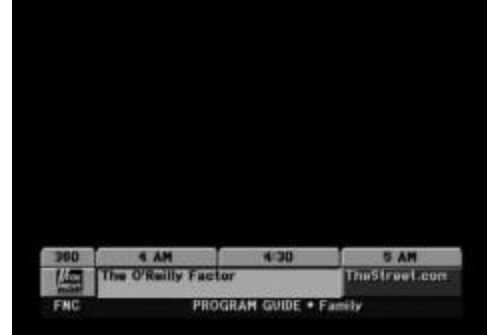 360 4 AM 4:30 5 AM
The O'Reilly Factor TheStreet.com
FNC PROGRAM GUIDE • Family